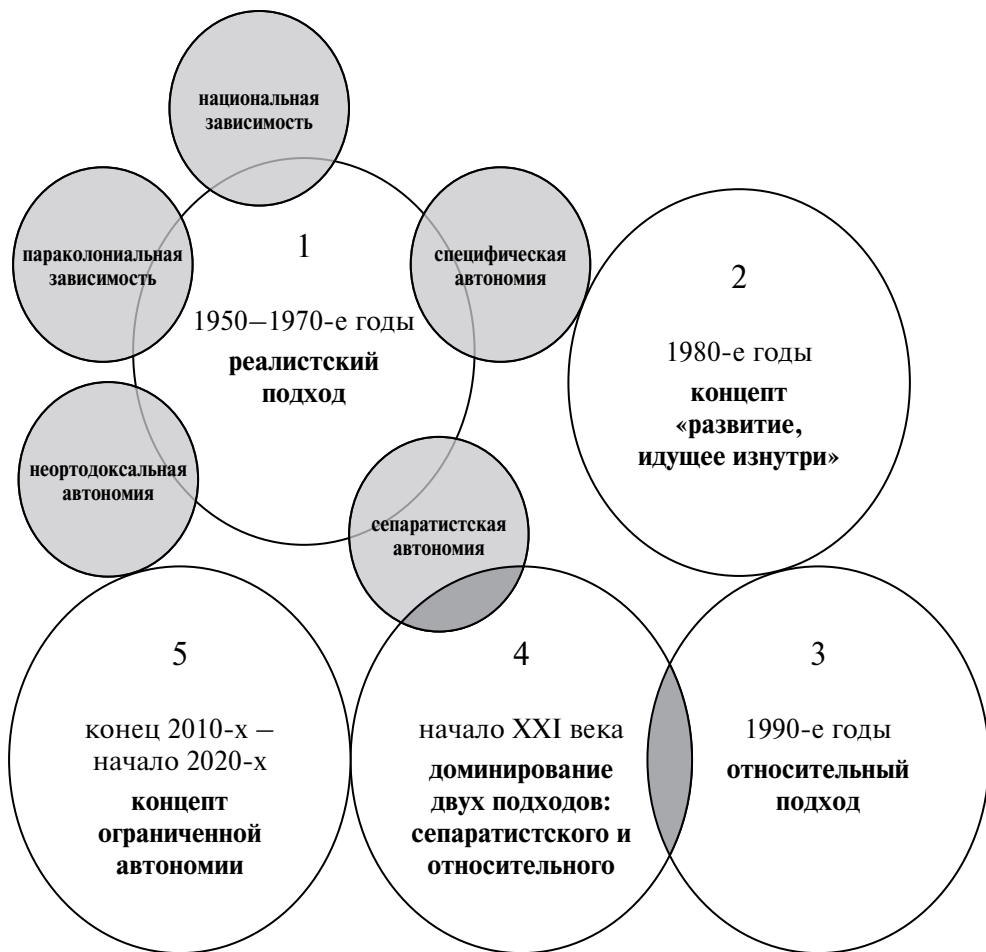 национальная
зависимость
параколониальная
зависимость
специфическая
автономия
неортодоксальная
автономия
сепаратистская
автономия
1
1950–1970-е годы
реалистский
подход
2
1980-е годы
концепт
«развитие,
идущее изнутри»
5
конец 2010-х –
начало 2020-х
концепт
ограниченной
автономии
4
начало XXI века
доминирование
двух подходов:
сепаратистского и
относительного
3
1990-е годы
относительный
подход